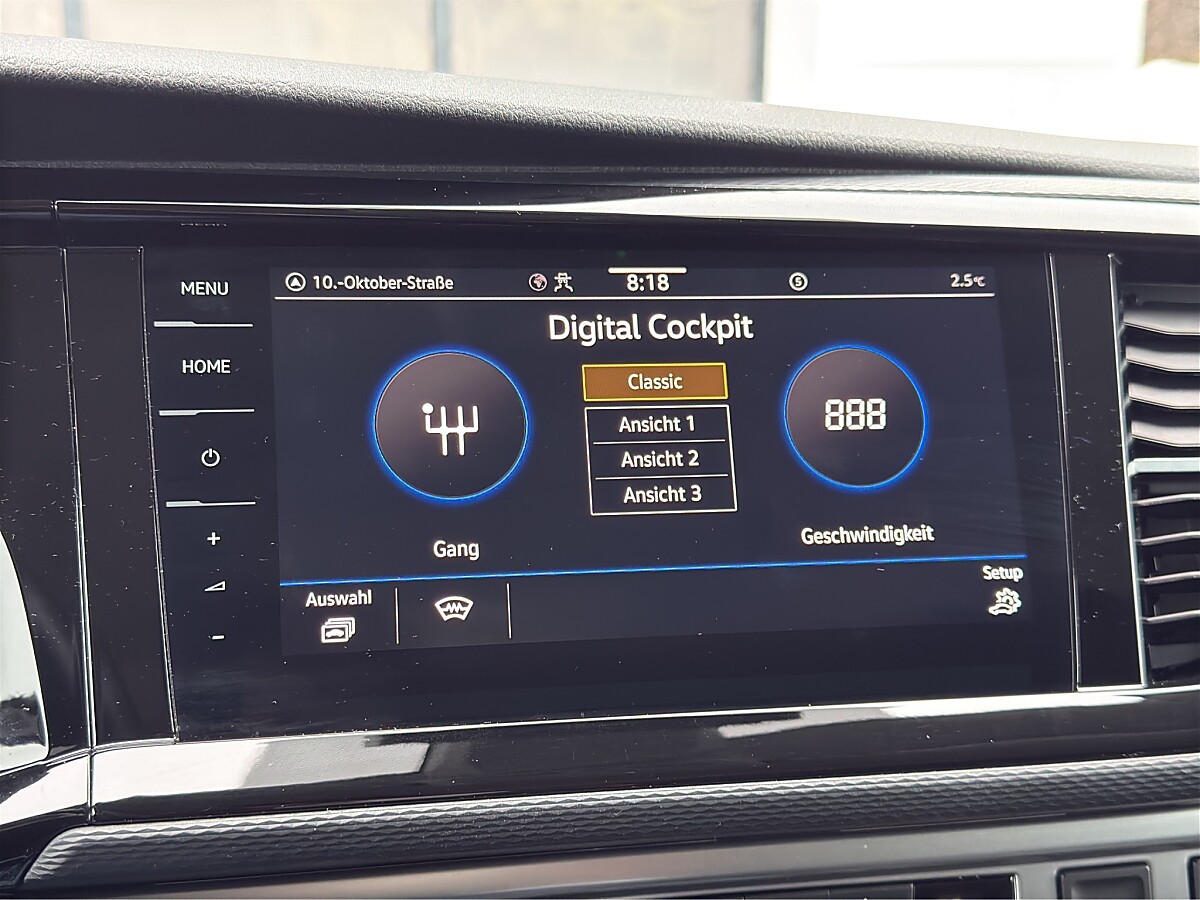 MENU
HOME
+
-
10.-Oktober-Straße
8:18
S
2.5°C
Digital Cockpit
Classic
Ansicht 1
Ansicht 2
Ansicht 3
888
Gang
Geschwindigkeit
Auswahl
Setup